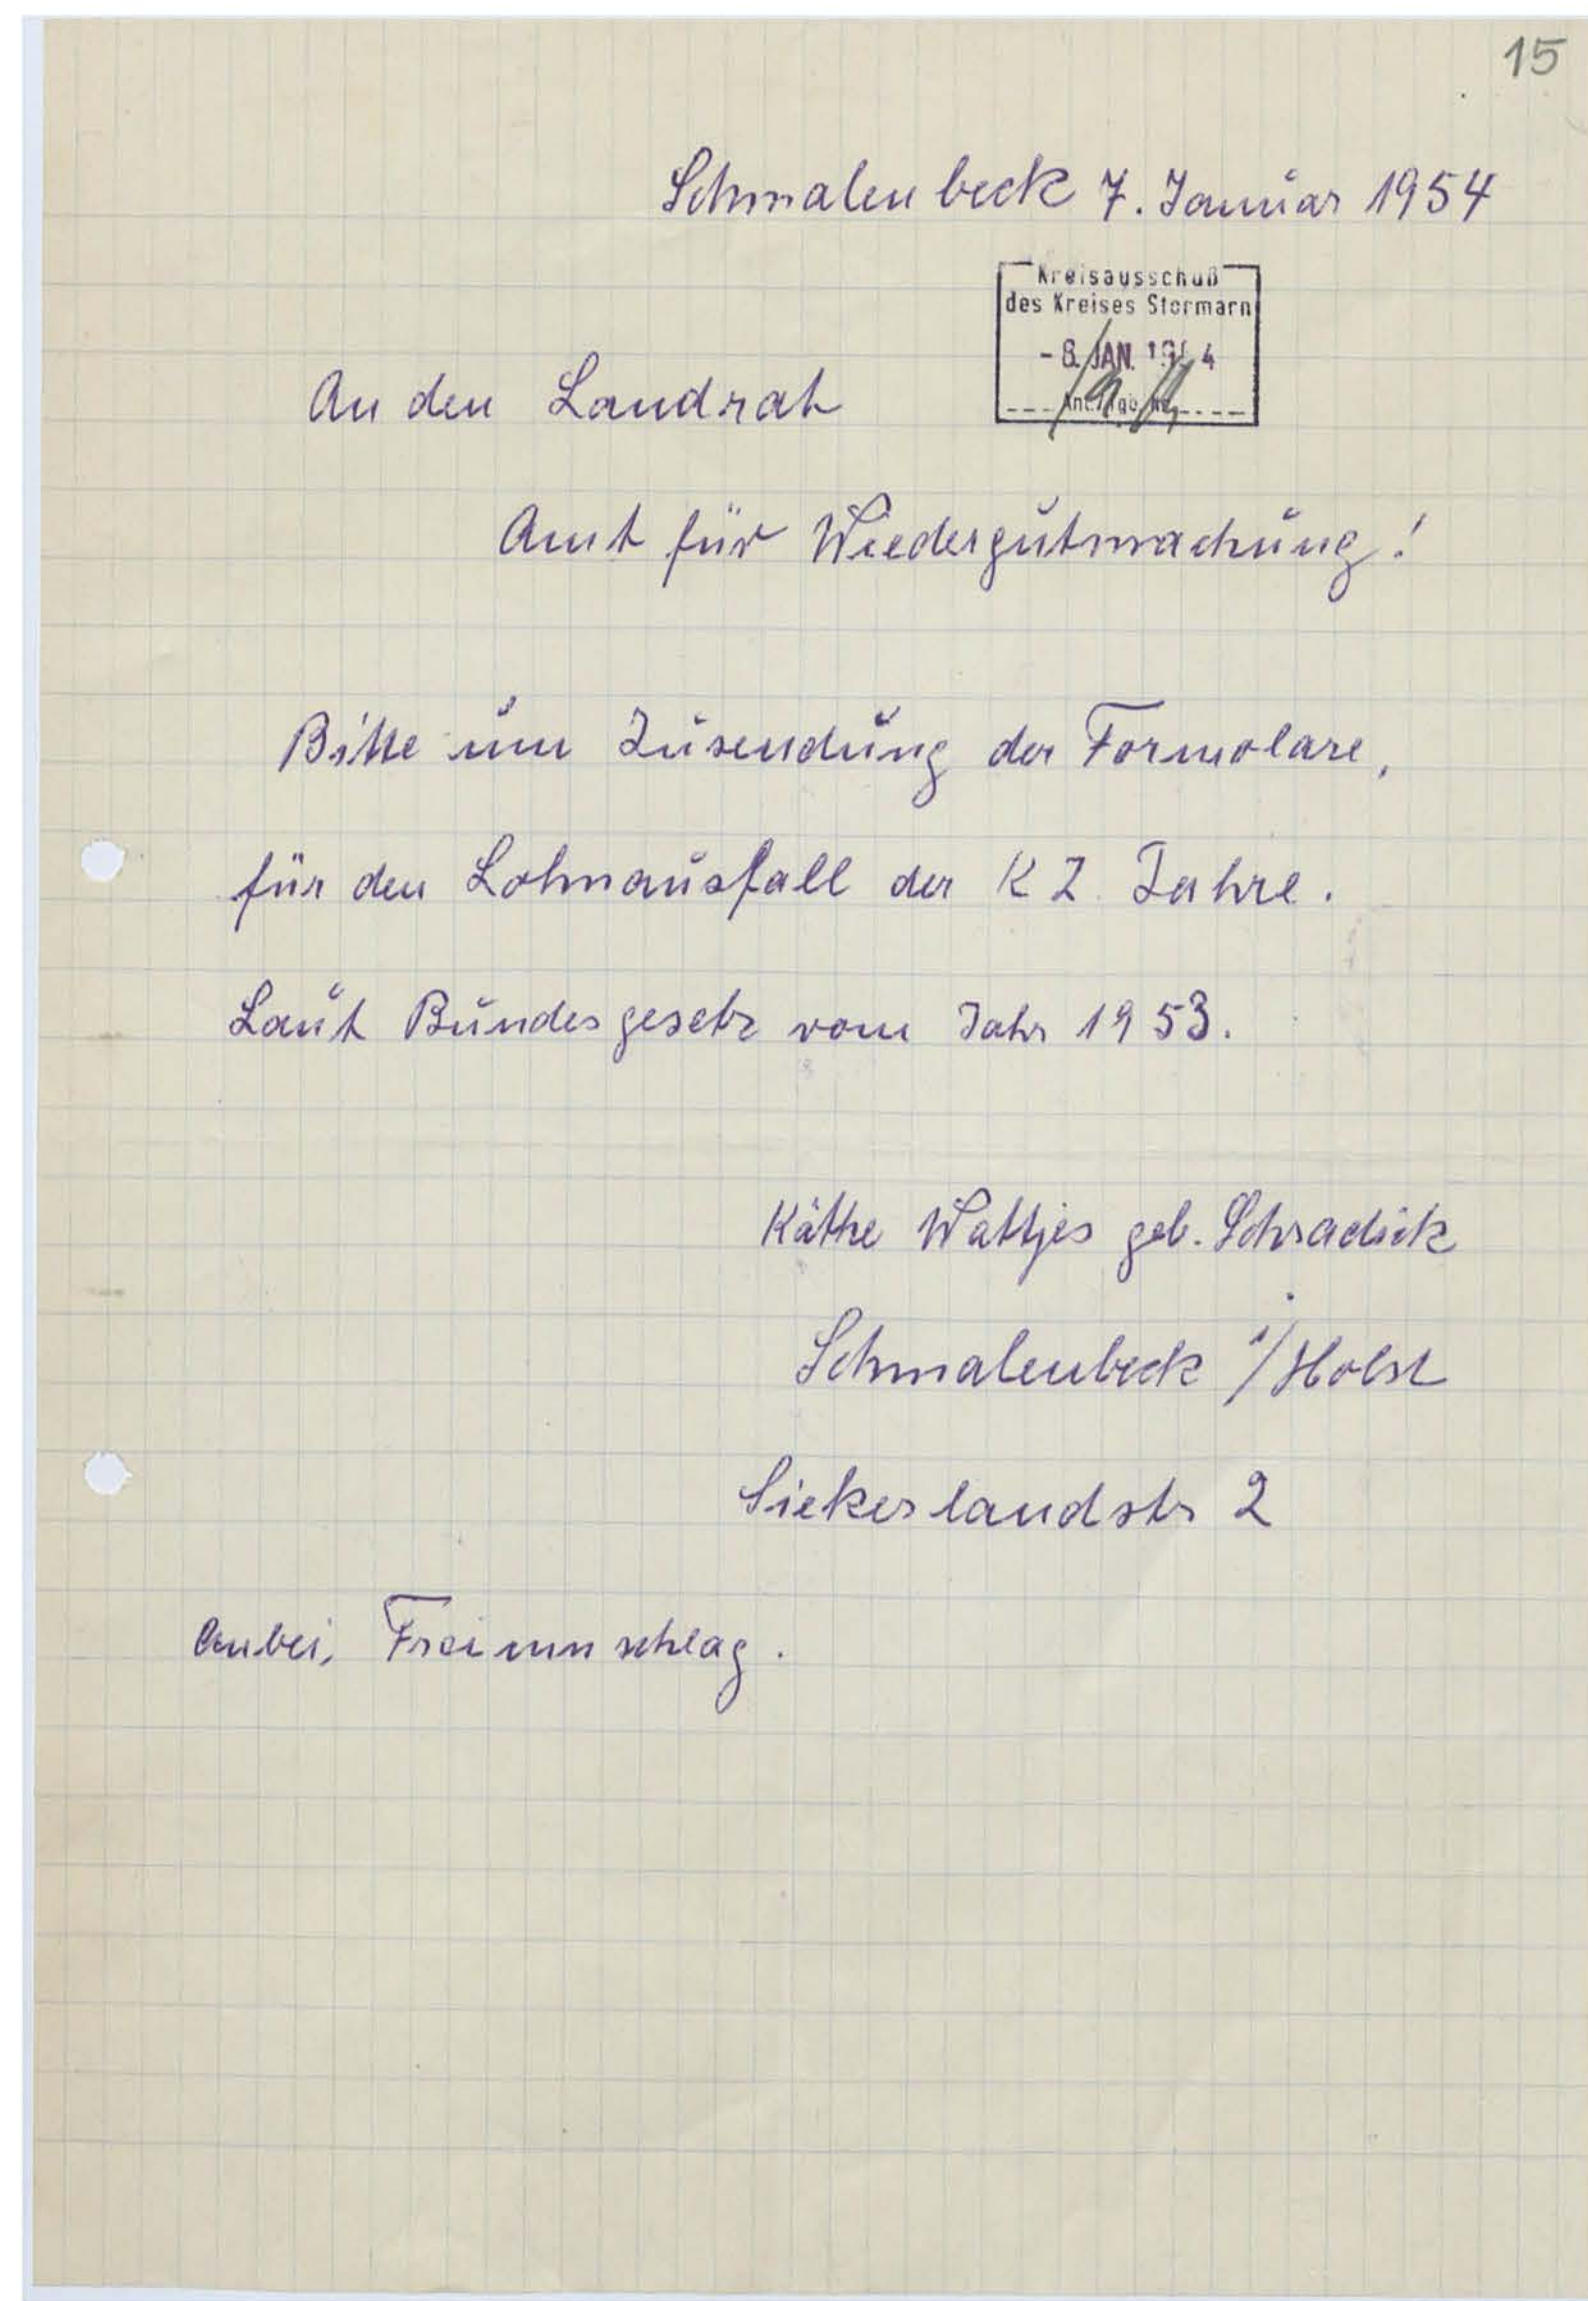 15
Schmalenbeck 7. Januar 1954
Kreisausschuß
des Kreises Stormarn
- 8. JAN. 1954
An den Landrat
Amt für Wiedergutmachung!
Bitte um Zusendung der Formolare,
für den Lohnausfall der KZ. Jahre.
Laut Bundesgesetz vom Jahr 1953.
Käthe Wattjes geb. Schradick
Schmalenbeck i/Holst
Siekerlandstr 2
Anbei, Freiumschlag.